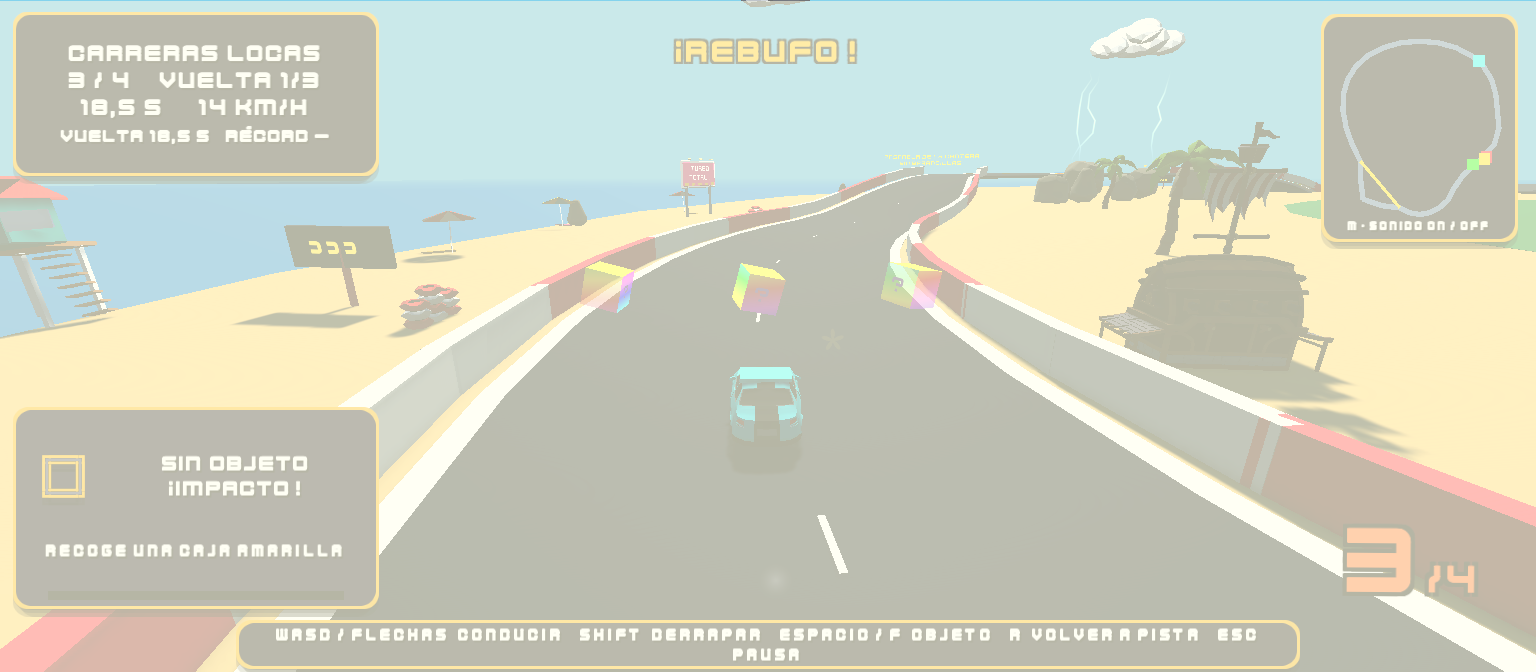 CARRERAS LOCAS
3 / 4 VUELTA 1/3
18,5 S 14 KM/H
VUELTA 18,5 S RÉCORD —
¡REBUFO !
M · SONIDO ON / OFF
TURBO
TOTAL
SIN OBJETO
¡IMPACTO !
RECOGE UNA CAJA AMARILLA
3 / 4
WASD / FLECHAS CONDUCIR SHIFT DERRAPAR ESPACIO / F OBJETO R VOLVER A PISTA ESC
PAUSA